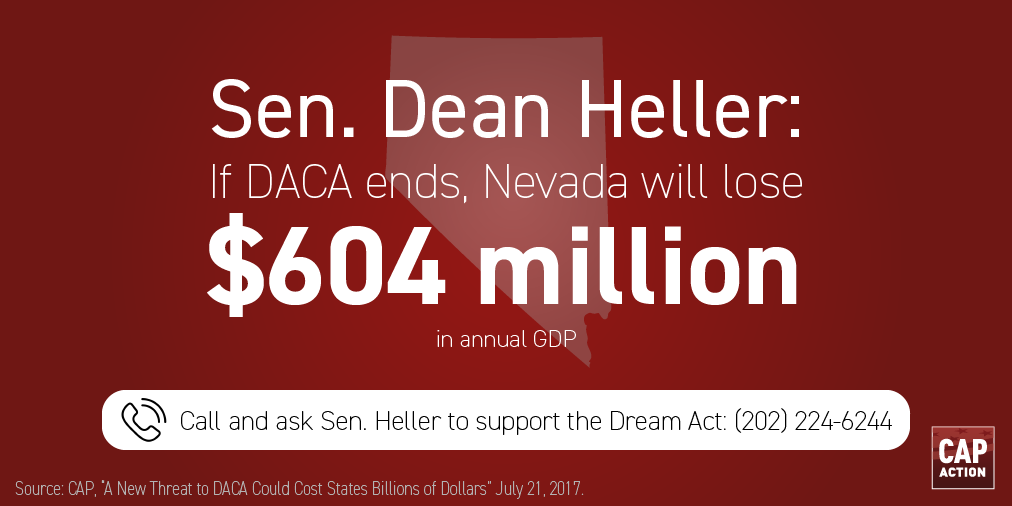 Sen. Dean Heller:
If DACA ends, Nevada will lose
$604 million
in annual GDP
Call and ask Sen. Heller to support the Dream Act: (202) 224-6244
CAP
ACTION
Source: CAP, "A New Threat to DACA Could Cost States Billions of Dollars" July 21, 2017.